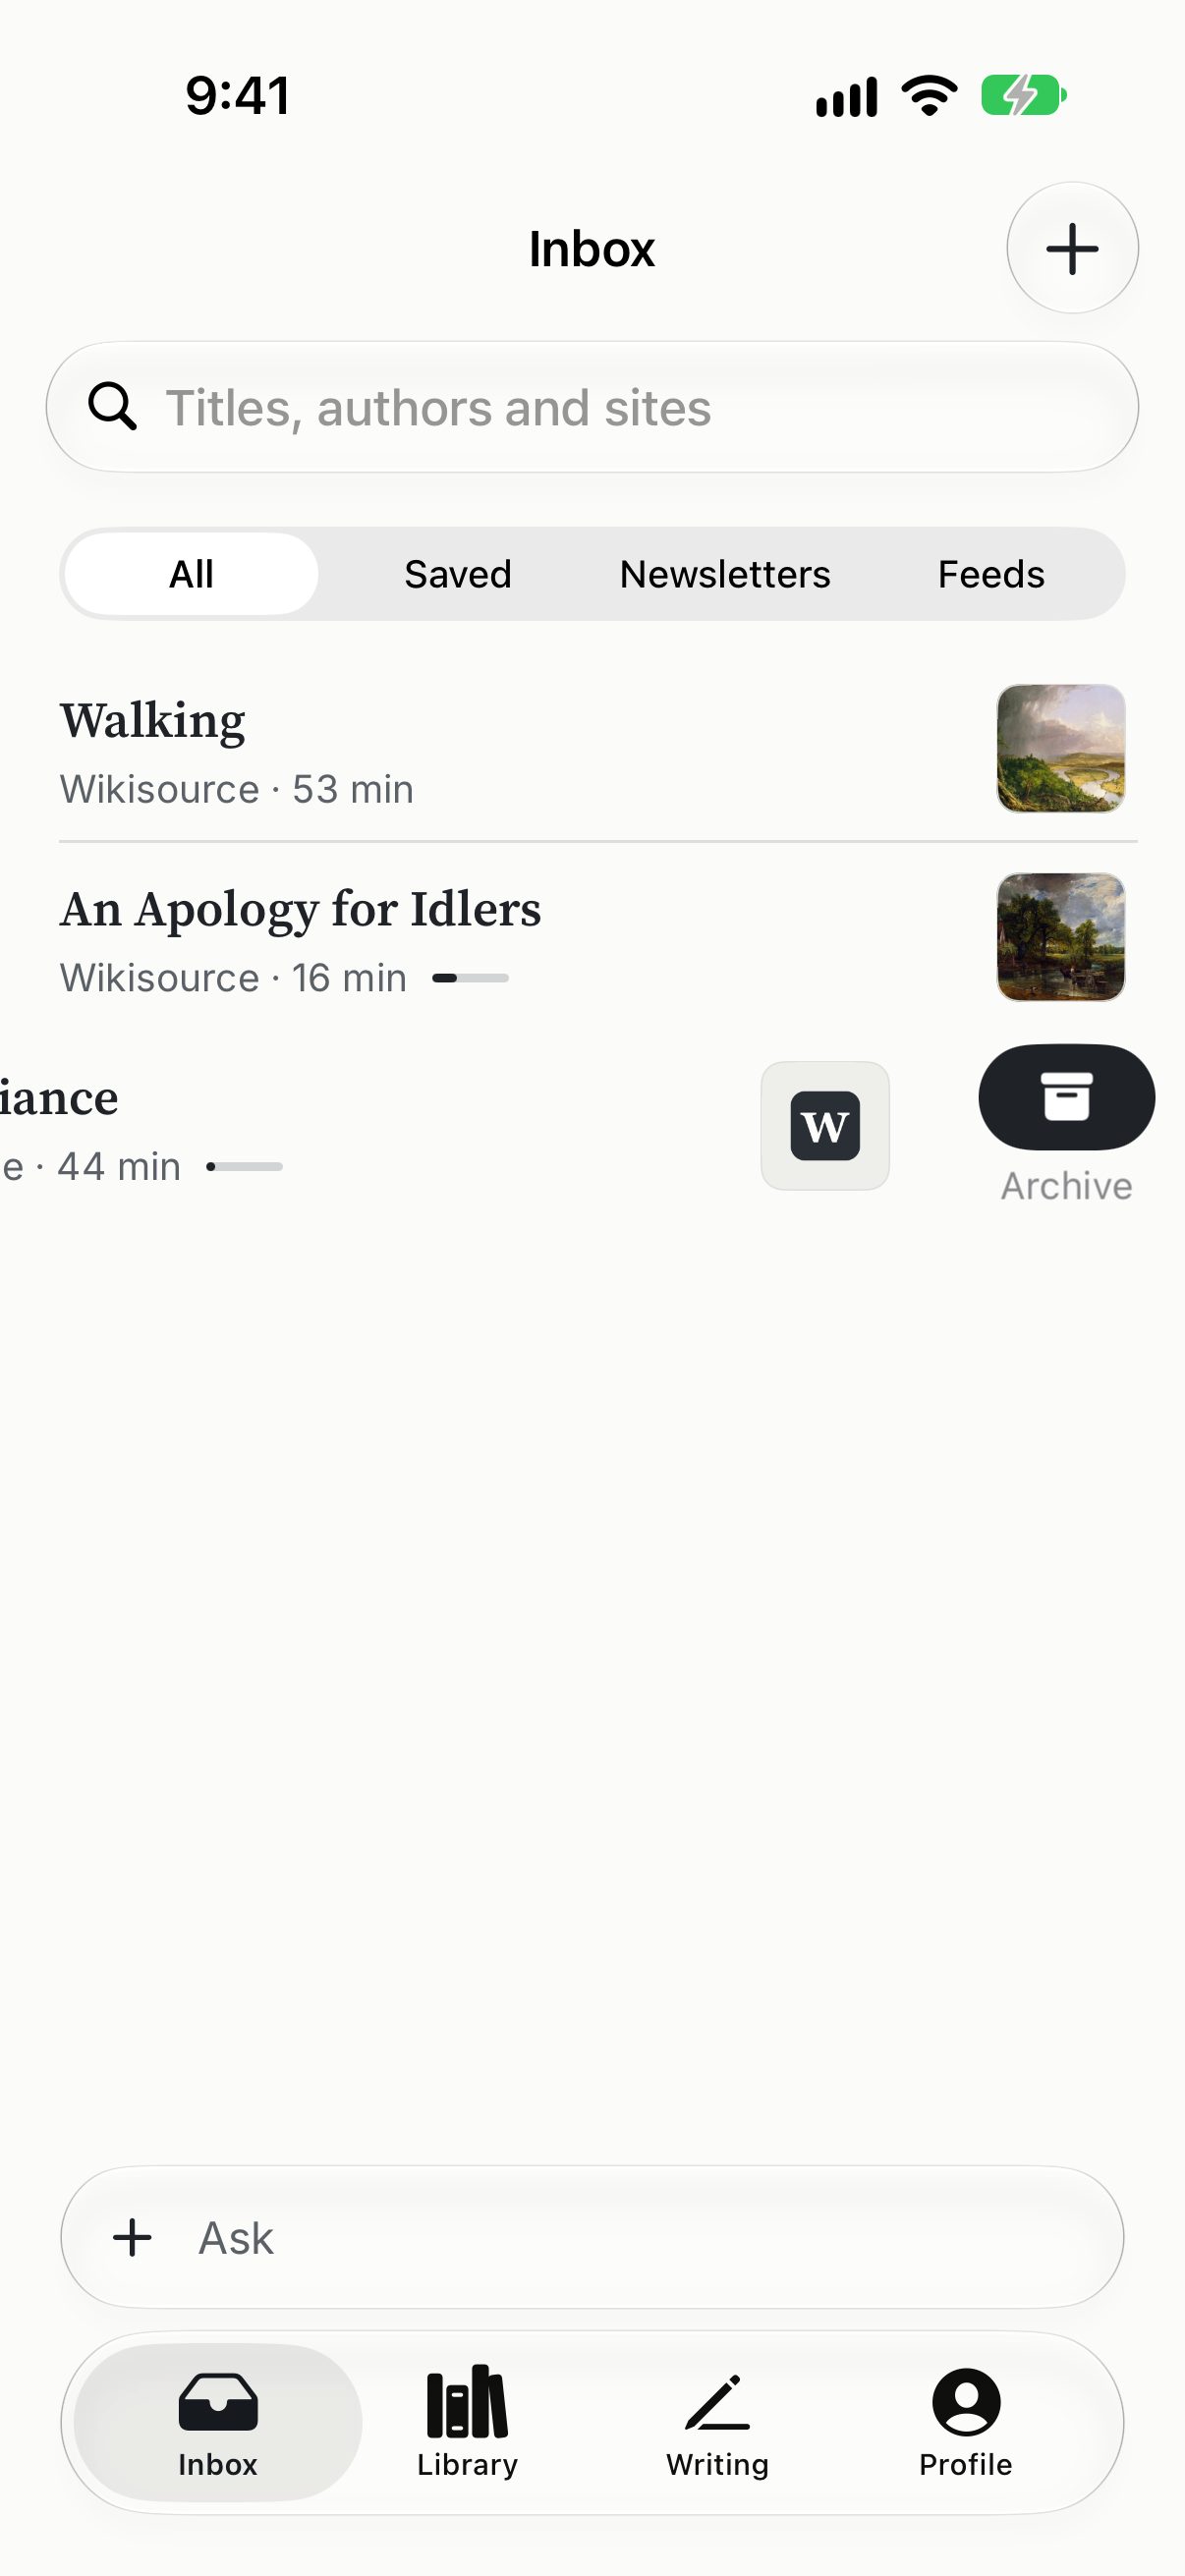 9:41
Inbox
Titles, authors and sites
All Saved Newsletters Feeds
Walking
Wikisource · 53 min
An Apology for Idlers
Wikisource · 16 min
iance
e · 44 min
W
Archive
Ask
Inbox Library Writing Profile